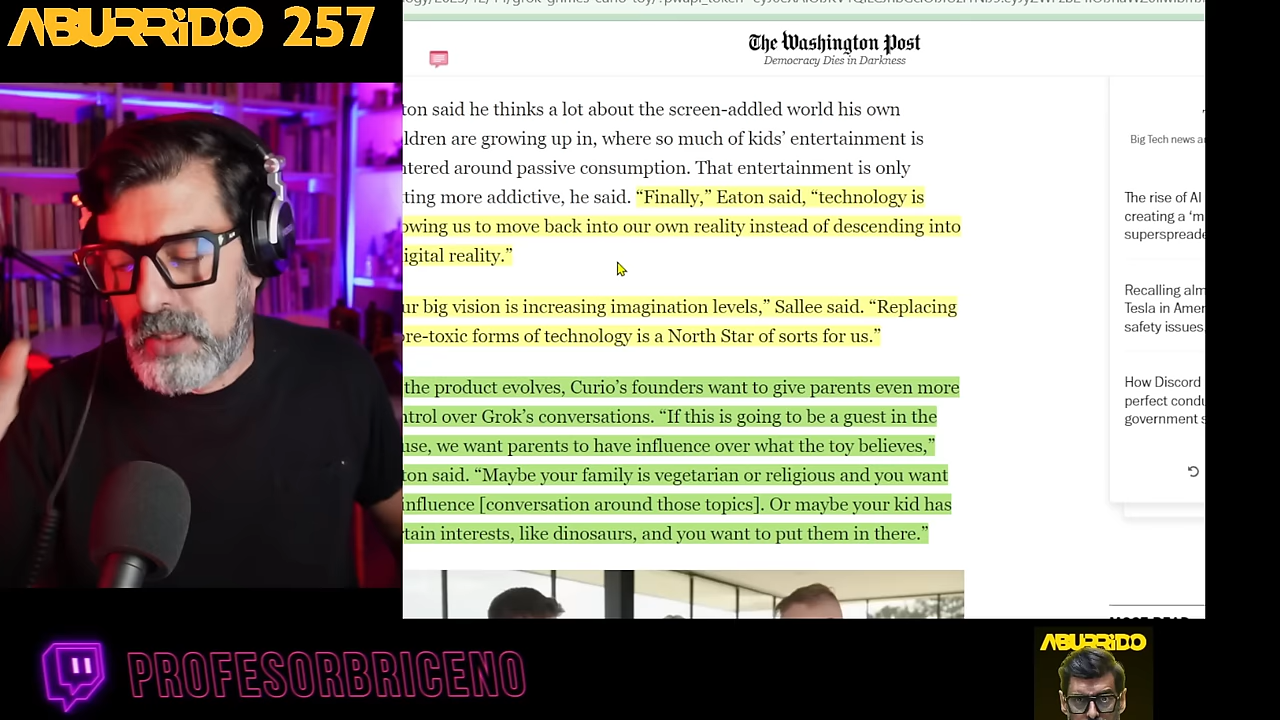 ABURRiDO 257
The Washington Post
Democracy Dies in Darkness
ton said he thinks a lot about the screen-addled world his own
ldren are growing up in, where so much of kids' entertainment is
ntered around passive consumption. That entertainment is only
tting more addictive, he said. “Finally,” Eaton said, “technology is
owing us to move back into our own reality instead of descending into
igital reality.”
ur big vision is increasing imagination levels,” Sallee said. “Replacing
ore-toxic forms of technology is a North Star of sorts for us.”
the product evolves, Curio’s founders want to give parents even more
ntrol over Grok’s conversations. “If this is going to be a guest in the
use, we want parents to have influence over what the toy believes,”
ton said. “Maybe your family is vegetarian or religious and you want
influence [conversation around those topics]. Or maybe your kid has
rtain interests, like dinosaurs, and you want to put them in there.”
Big Tech news a
The rise of AI
creating a ‘m
superspreade
Recalling alm
Tesla in Amer
safety issues.
How Discord
perfect condu
government s
PROFESORBRICENO
ABURRiDO